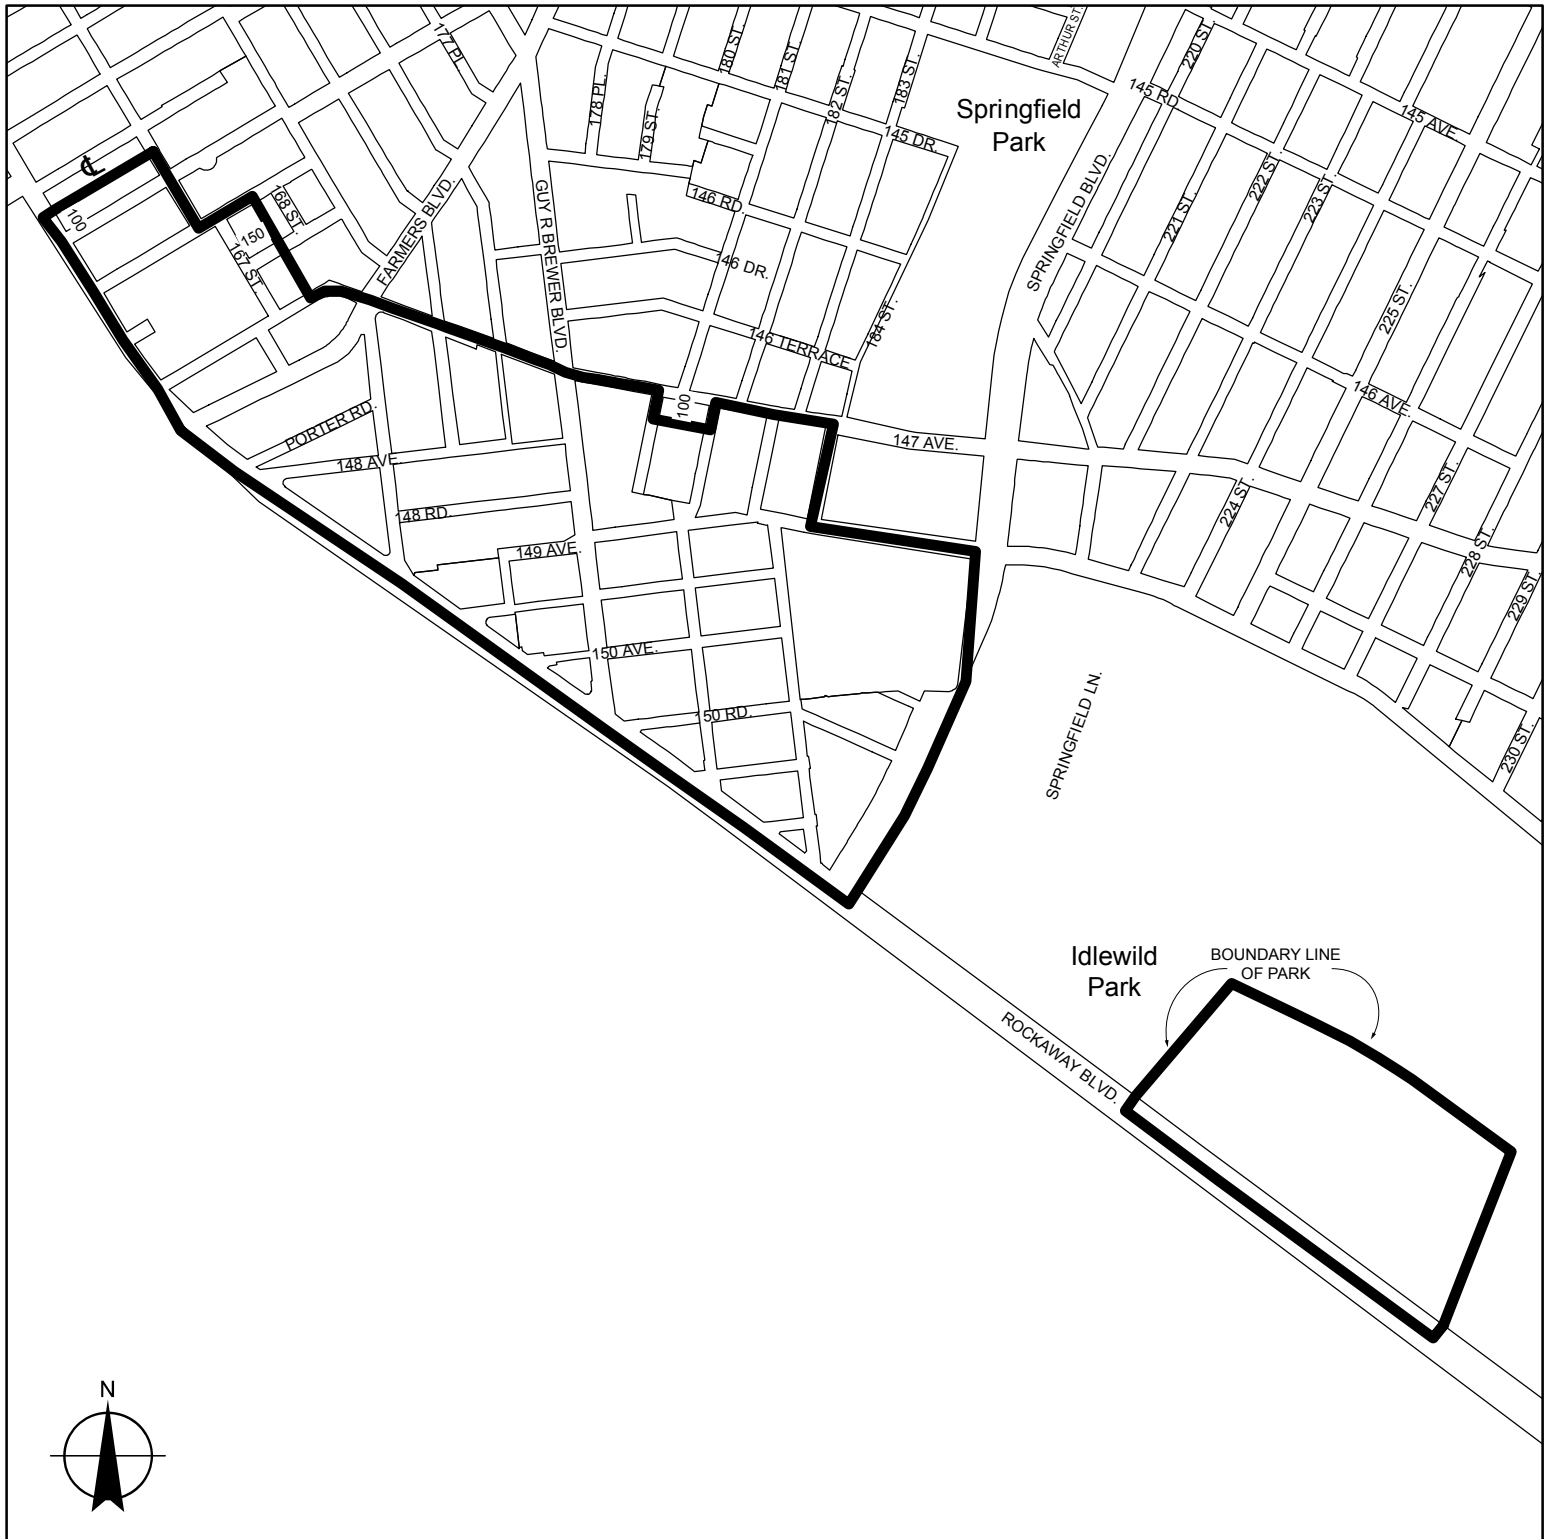 177 PL.
180 ST.
181 ST.
182 ST.
183 ST.
ARTHUR ST.
220 ST.
178 PL.
179 ST.
Springfield
Park
145 RD.
145 AVE.
145 DR.
146 RD.
GUY R BREWER BLVD.
FARMERS BLVD.
SPRINGFIELD BLVD.
221 ST.
222 ST.
223 ST.
℄
100
168 ST.
150
167 ST.
146 DR.
184 ST.
225 ST.
146 TERRACE
146 AVE.
100
PORTER RD.
147 AVE.
148 AVE.
227 ST.
224 ST.
148 RD.
149 AVE.
228 ST.
229 ST.
150 AVE.
150 RD.
SPRINGFIELD LN.
230 ST.
Idlewild
Park
BOUNDARY LINE
OF PARK
ROCKAWAY BLVD.
N